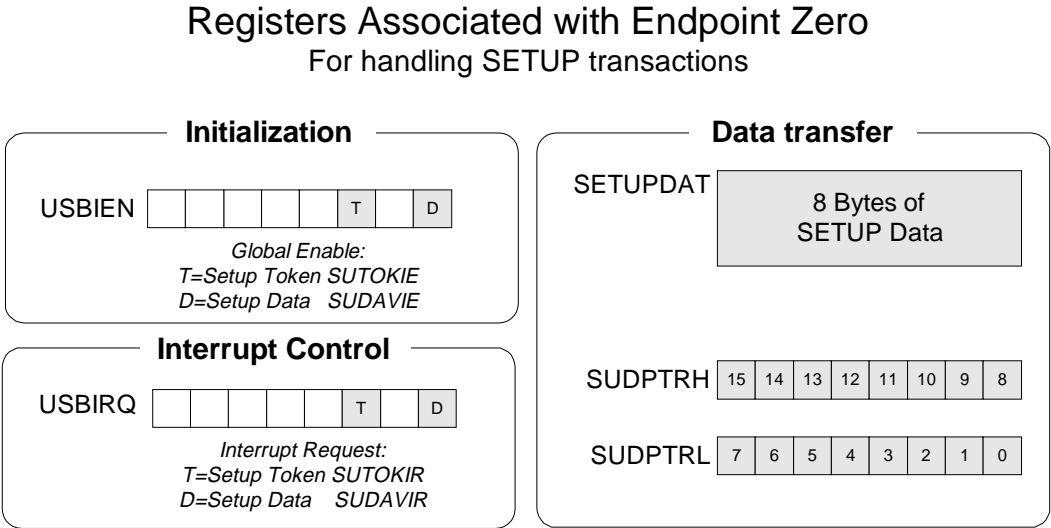 Registers Associated with Endpoint Zero
For handling SETUP transactions
Initialization
USBIEN T D
Global Enable:
T=Setup Token SUTOKIE
D=Setup Data SUDAVIE
Interrupt Control
USBIRQ T D
Interrupt Request:
T=Setup Token SUTOKIR
D=Setup Data SUDAVIR
Data transfer
SETUPDAT
8 Bytes of
SETUP Data
SUDPTRH 15 14 13 12 11 10 9 8
SUDPTRL 7 6 5 4 3 2 1 0